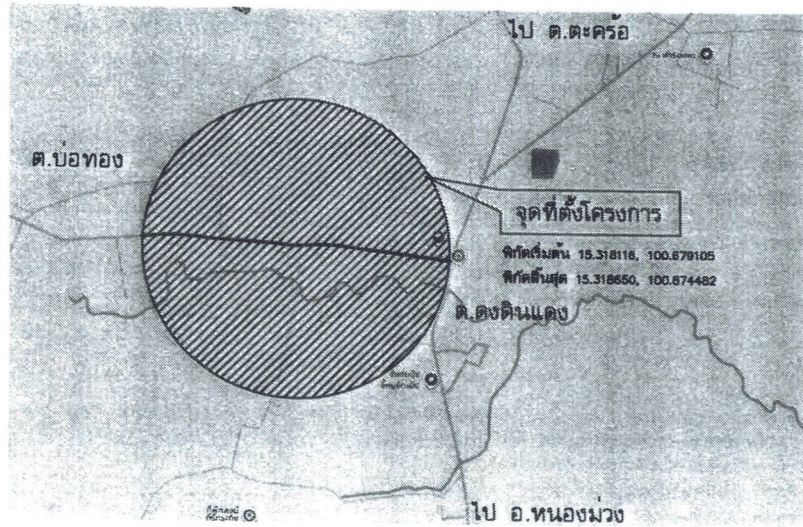 ไป ต.ตะคร้อ
ต.บ่อทอง
จุดที่ตั้งโครงการ
พิกัดเริ่มต้น 15.318116, 100.679105
พิกัดสิ้นสุด 15.318650, 100.674482
ต.ดงดินแดง
ไป อ.หนองม่วง